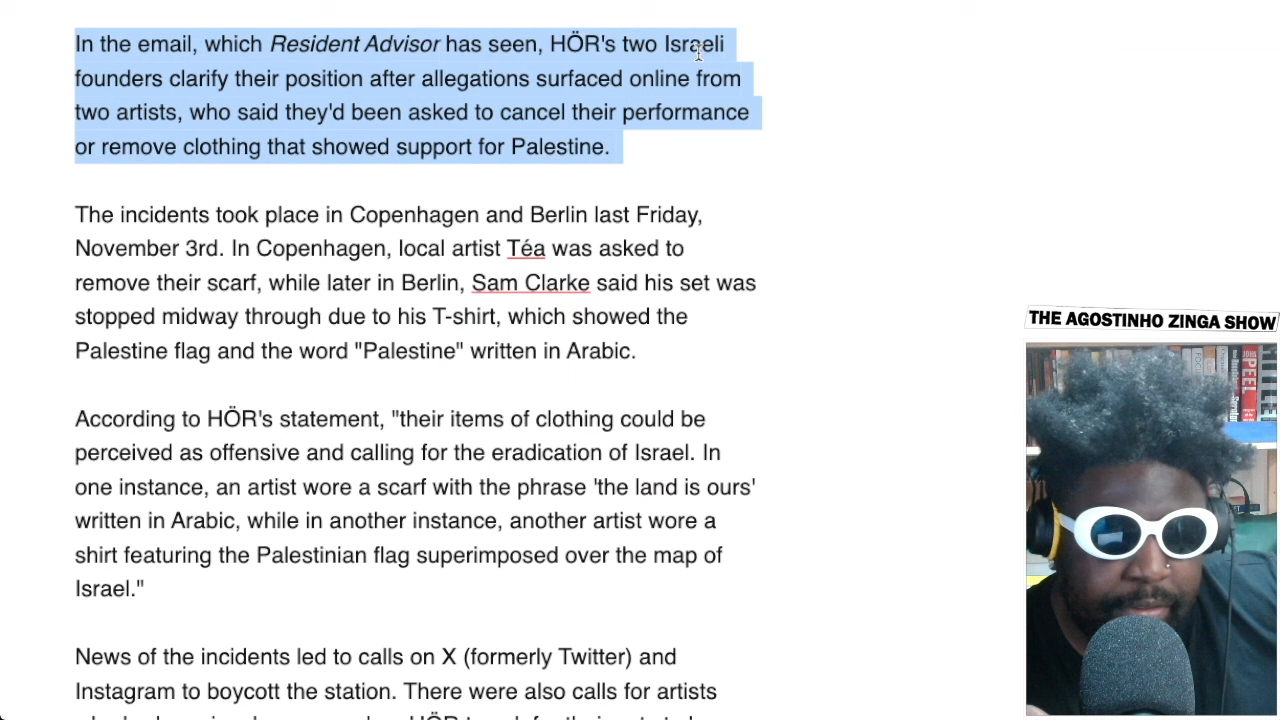 In the email, which Resident Advisor has seen, HÖR's two Israeli
founders clarify their position after allegations surfaced online from
two artists, who said they'd been asked to cancel their performance
or remove clothing that showed support for Palestine.
The incidents took place in Copenhagen and Berlin last Friday,
November 3rd. In Copenhagen, local artist Téa was asked to
remove their scarf, while later in Berlin, Sam Clarke said his set was
stopped midway through due to his T-shirt, which showed the
Palestine flag and the word "Palestine" written in Arabic.
According to HÖR's statement, "their items of clothing could be
perceived as offensive and calling for the eradication of Israel. In
one instance, an artist wore a scarf with the phrase 'the land is ours'
written in Arabic, while in another instance, another artist wore a
shirt featuring the Palestinian flag superimposed over the map of
Israel."
News of the incidents led to calls on X (formerly Twitter) and
Instagram to boycott the station. There were also calls for artists
THE AGOSTINHO ZINGA SHOW